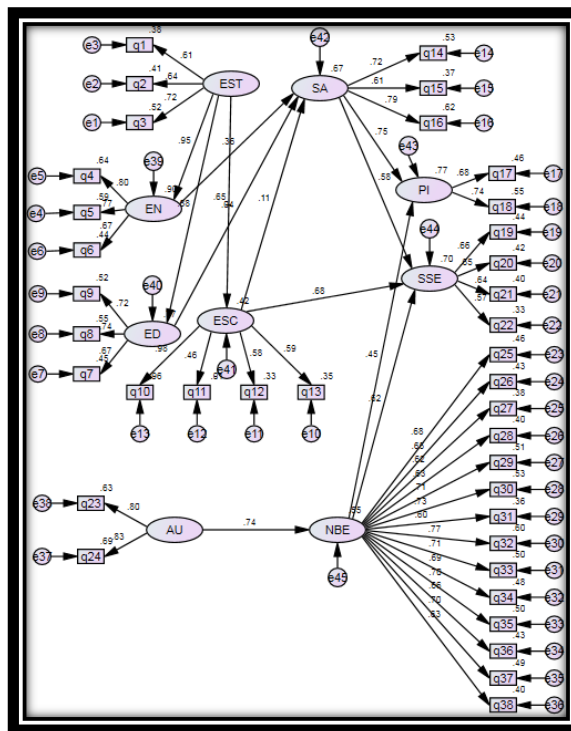 .38
e3 q1 .61
.41
e2 q2 .64 EST
.52
e1 q3 .72
e42
.67
SA
.72 .53
q14 e14
.61 .37
q15 e15
.79 .62
q16 e16
.95 .36 .75
e43
.77
PI
.68 .46
q17 e17
.74 .55
q18 e18
.64
e5 q4 .80 e39
.59
e4 q5 .77 EN .90
.67
e6 q6 .44
.65 .11 .58
e44
.70
SSE
.66 .44
q19 e19
.42
q20 e20
.64 .40
q21 e21
.57 .33
q22 e22
.52
e9 q9 .72 e40
.55
e8 q8 .74 ED
.67
e7 q7 .45
ESC .42 .68
e41
.98 .96 .46 .58 .33 .59 .35
q10 q11 q12 q13
e13 e12 e11 e10
.45 .62
.46
q25 e23
.43
q26 e24
.38
q27 e25
.40
q28 e26
.51
q29 e27
.53
q30 e28
.36
q31 e29
.60
q32 e30
.50
q33 e31
.48
q34 e32
.50
q35 e33
.43
q36 e34
.49
q37 e35
.40
q38 e36
.68
.62
.71
.73
.60
.77
.71
.69
.70
.63
.63
e38 q23 .80
AU .74 NBE
.69
e37 q24 .83
e45